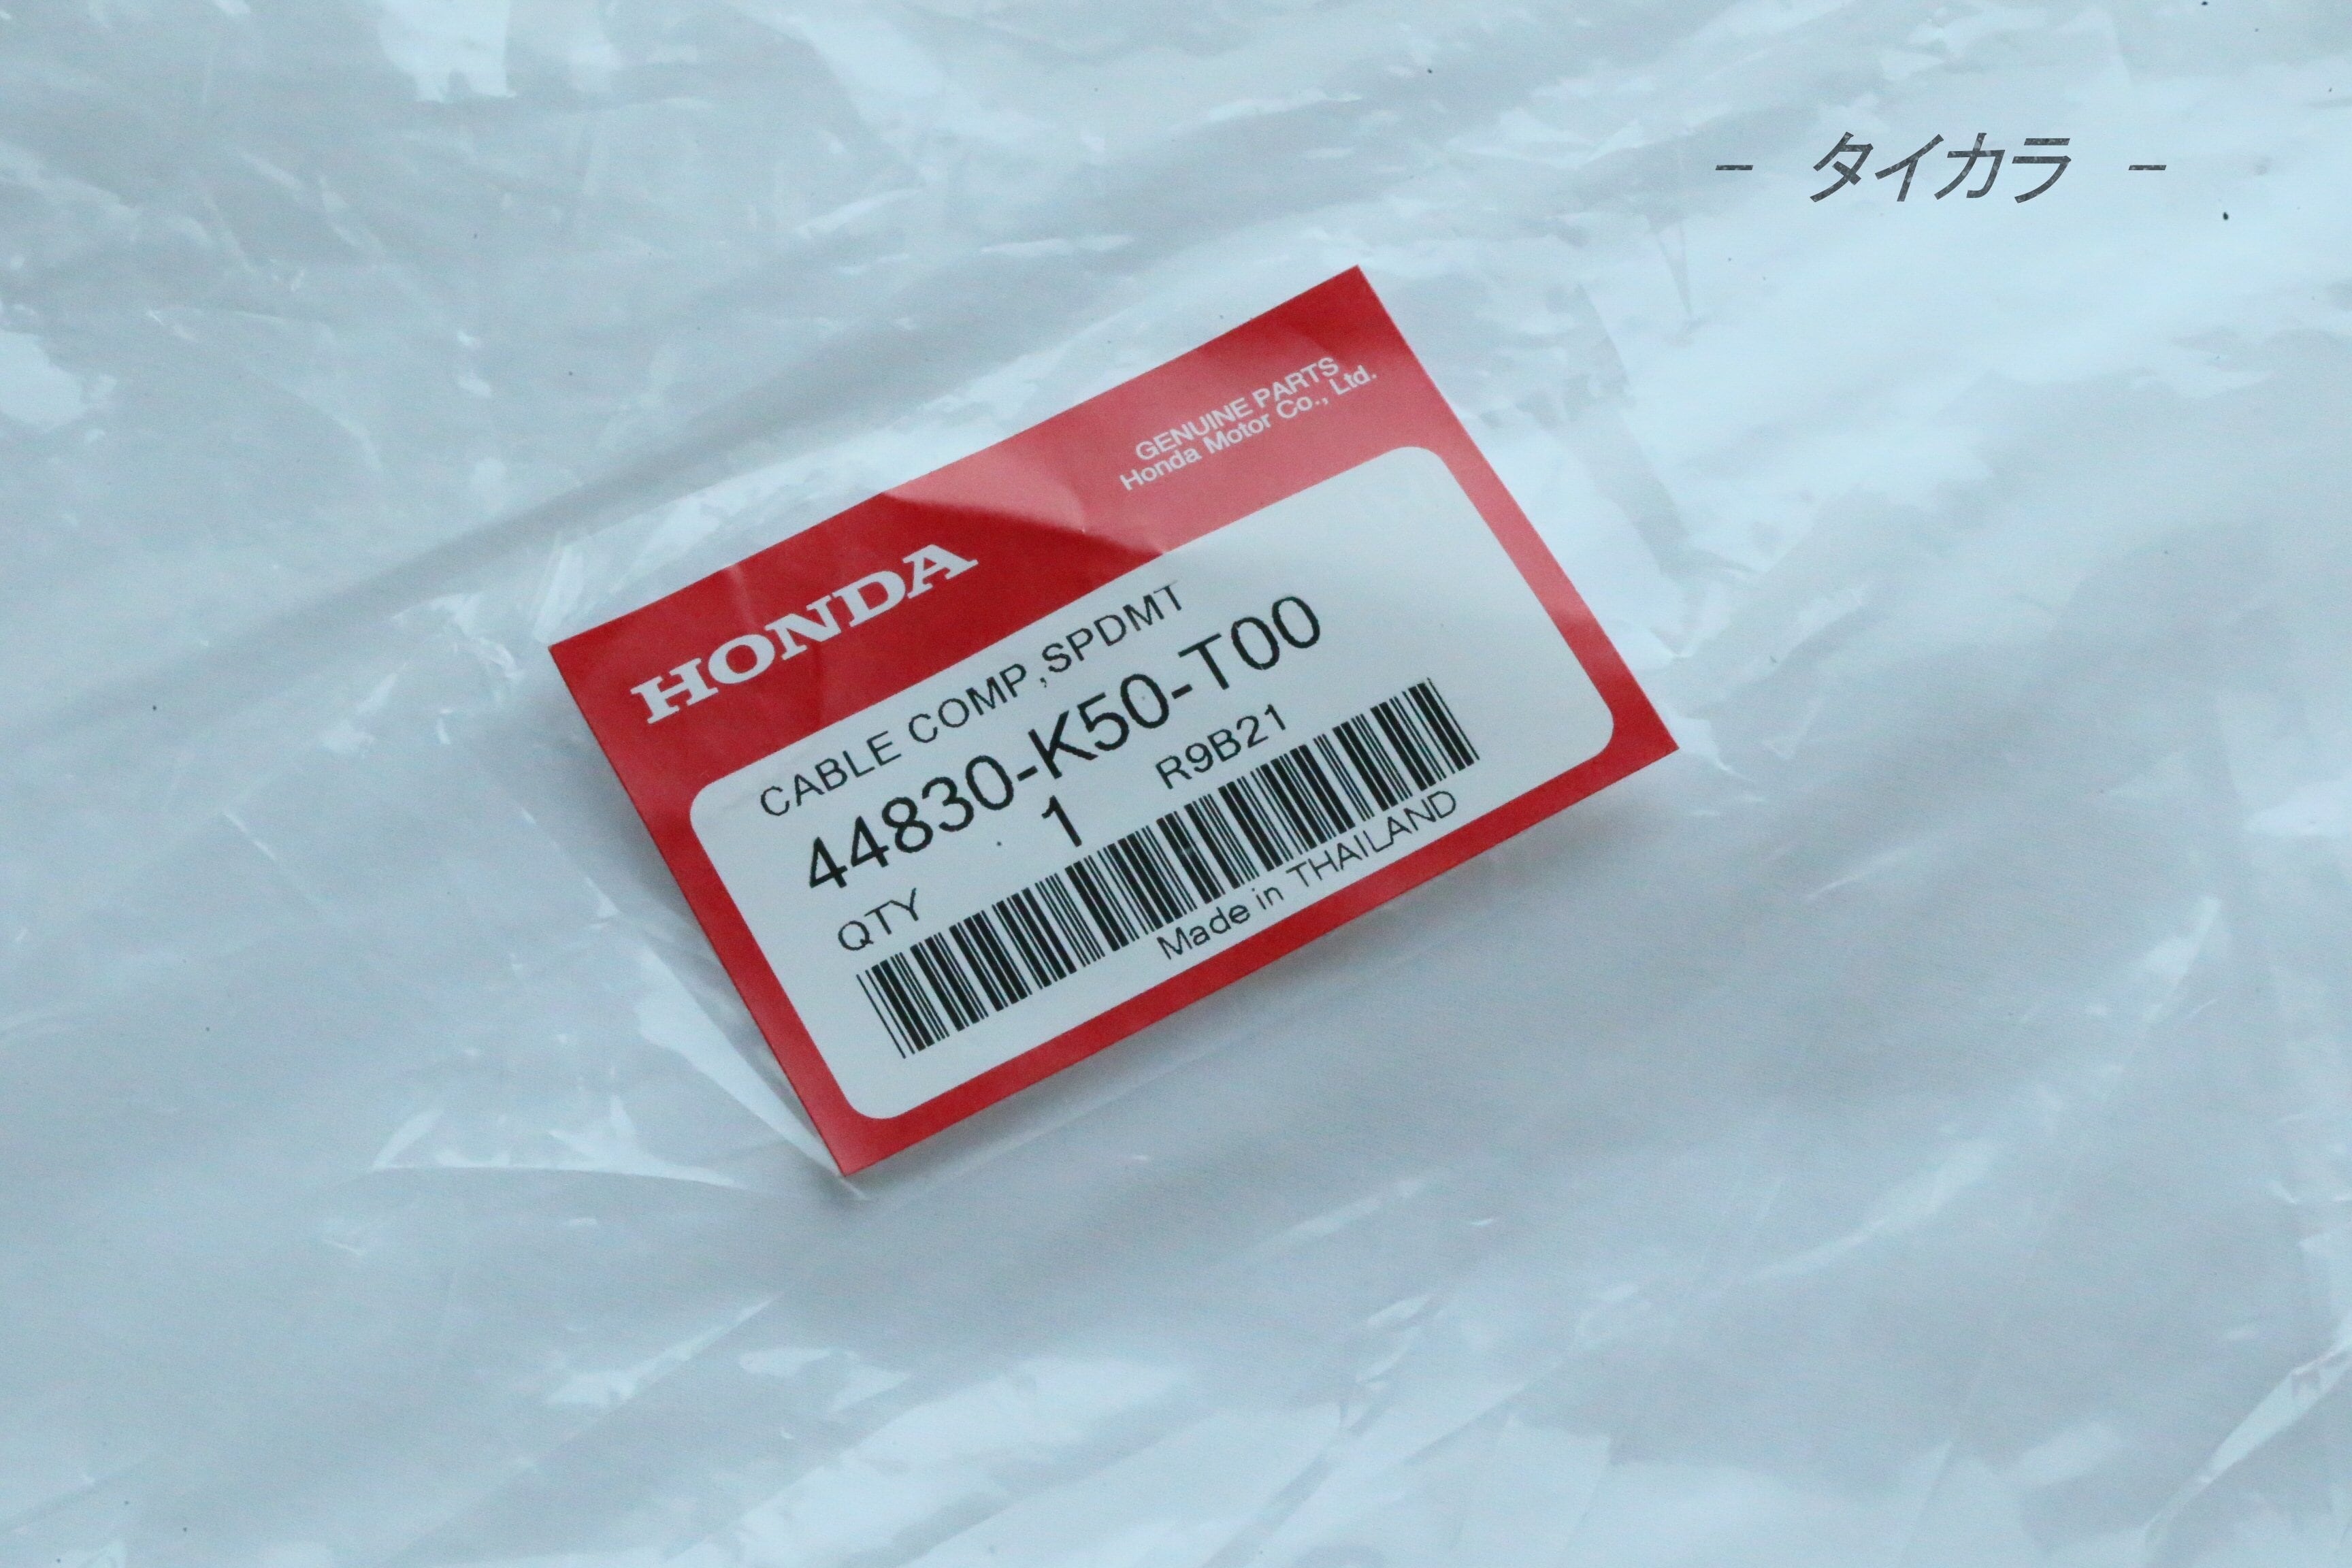 - タイカラ -
GENUINE PARTS
Honda Motor Co., Ltd.
HONDA
CABLE COMP,SPDMT
44830-K50-T00
QTY 1 R9B21
Made in THAILAND